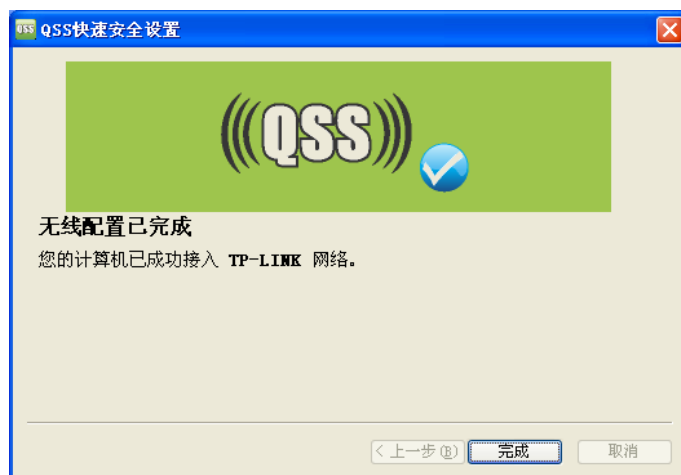 QSS QSS快速安全设置
(((QSS)))
无线配置已完成
您的计算机已成功接入 TP-LINK 网络。
< 上一步(B) 完成 取消